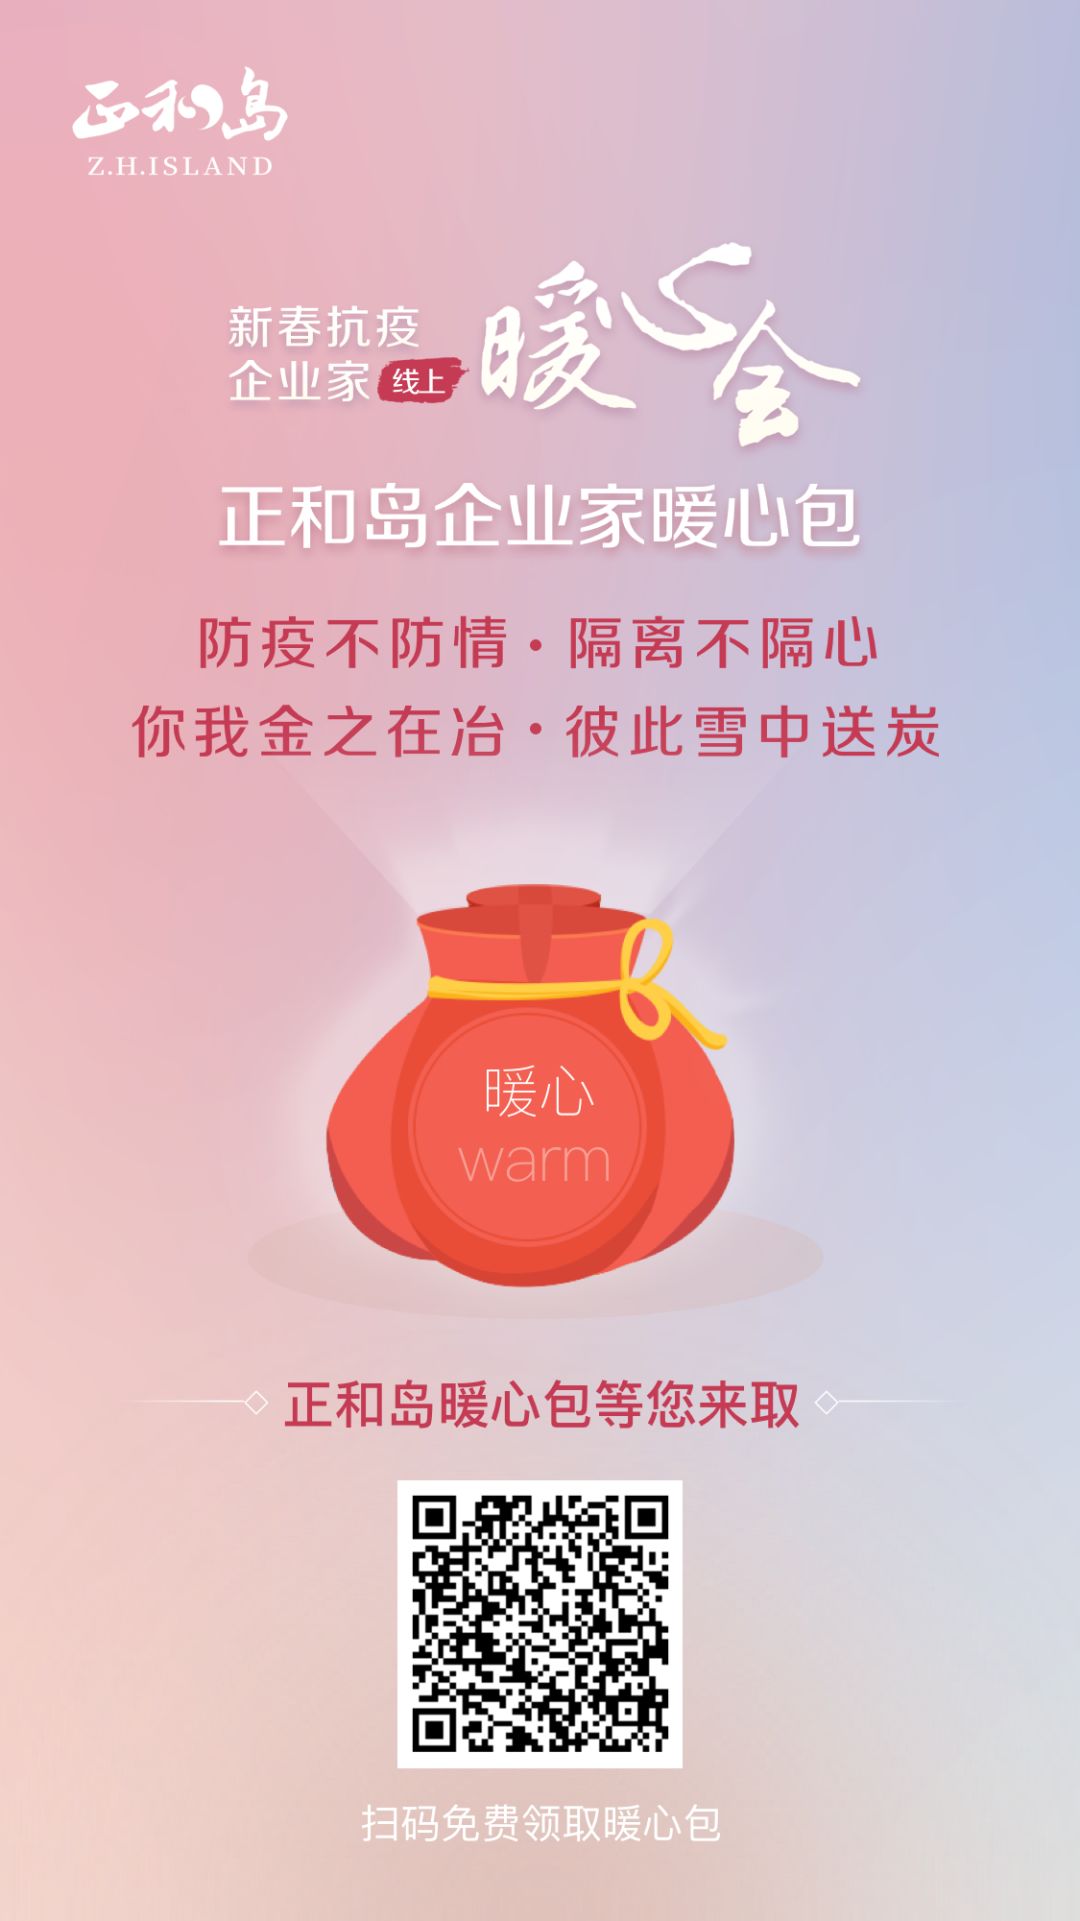 正和岛
Z.H.ISLAND
新春抗疫
企业家 线上 暖心会
正和岛企业家暖心包
防疫不防情·隔离不隔心
你我金之在冶·彼此雪中送炭
暖心
warm
正和岛暖心包等您来取
扫码免费领取暖心包